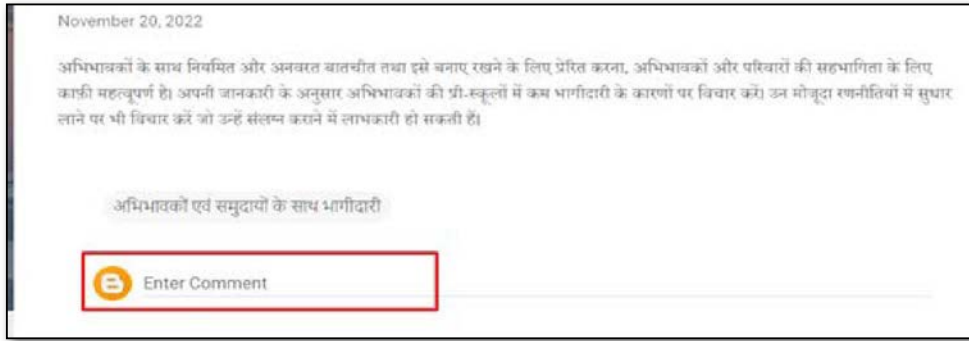 November 20, 2022
अभिभावकों के साथ नियमित और अनवरत बातचीत तथा इसे बनाए रखने के लिए प्रेरित करना, अभिभावकों और परिवारों की सहभागिता के लिए
काफ़ी महत्वपूर्ण है। अपनी जानकारी के अनुसार अभिभावकों की प्री-स्कूलों में कम भागीदारी के कारणों पर विचार करें। उन मौजूदा रणनीतियों में सुधार
लाने पर भी विचार करें जो उन्हें संलग्न कराने में लाभकारी हो सकती हैं।
अभिभावकों एवं समुदायों के साथ भागीदारी
Enter Comment